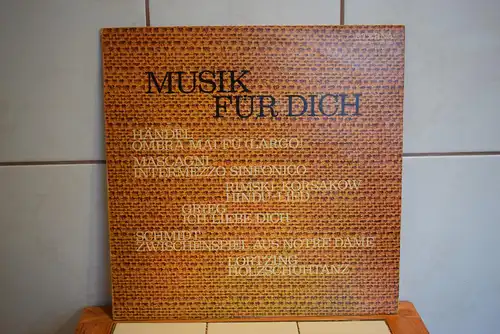 MUSIK
FÜR DICH
HÄNDEL
OMBRA MAI FÙ (LARGO)
MASCAGNI
INTERMEZZO SINFONICO
RIMSKI-KORSAKOW
HINDU-LIED
GRIEG
ICH LIEBE DICH
SCHMIDT
ZWISCHENSPIEL AUS NOTRE DAME
LORTZING
HOLZSCHUHTANZ